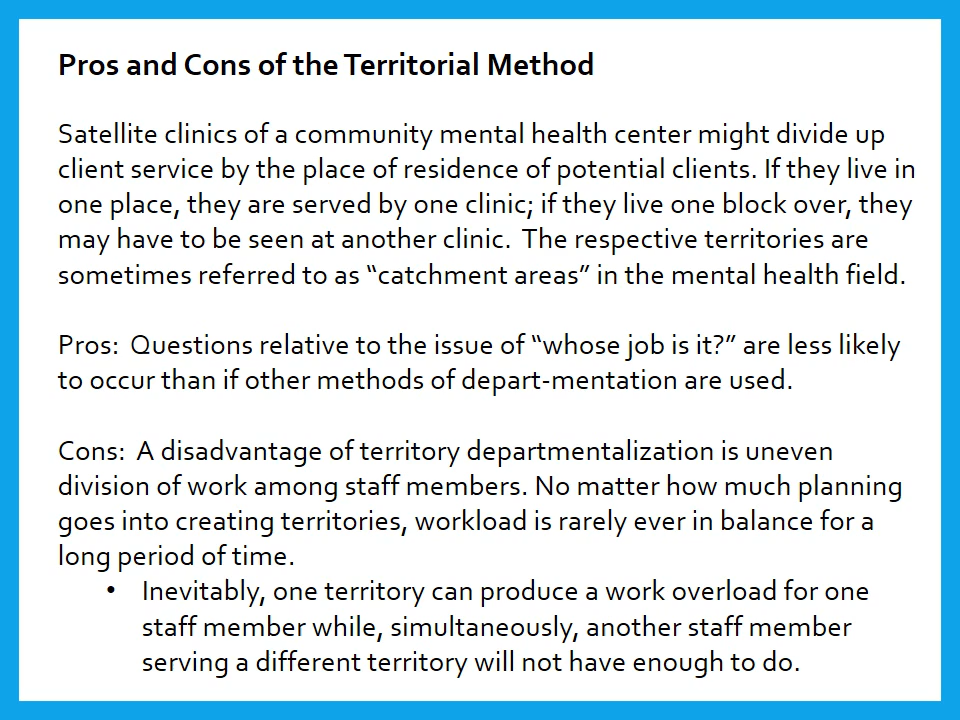 Pros and Cons of the Territorial Method
Satellite clinics of a community mental health center might divide up
client service by the place of residence of potential clients. If they live in
one place, they are served by one clinic; if they live one block over, they
may have to be seen at another clinic.  The respective territories are
sometimes referred to as “catchment areas” in the mental health field.
Pros:  Questions relative to the issue of “whose job is it?” are less likely
to occur than if other methods of depart-mentation are used.
Cons:  A disadvantage of territory departmentalization is uneven
division of work among staff members. No matter how much planning
goes into creating territories, workload is rarely ever in balance for a
long period of time.
• Inevitably, one territory can produce a work overload for one
staff member while, simultaneously, another staff member
serving a different territory will not have enough to do.